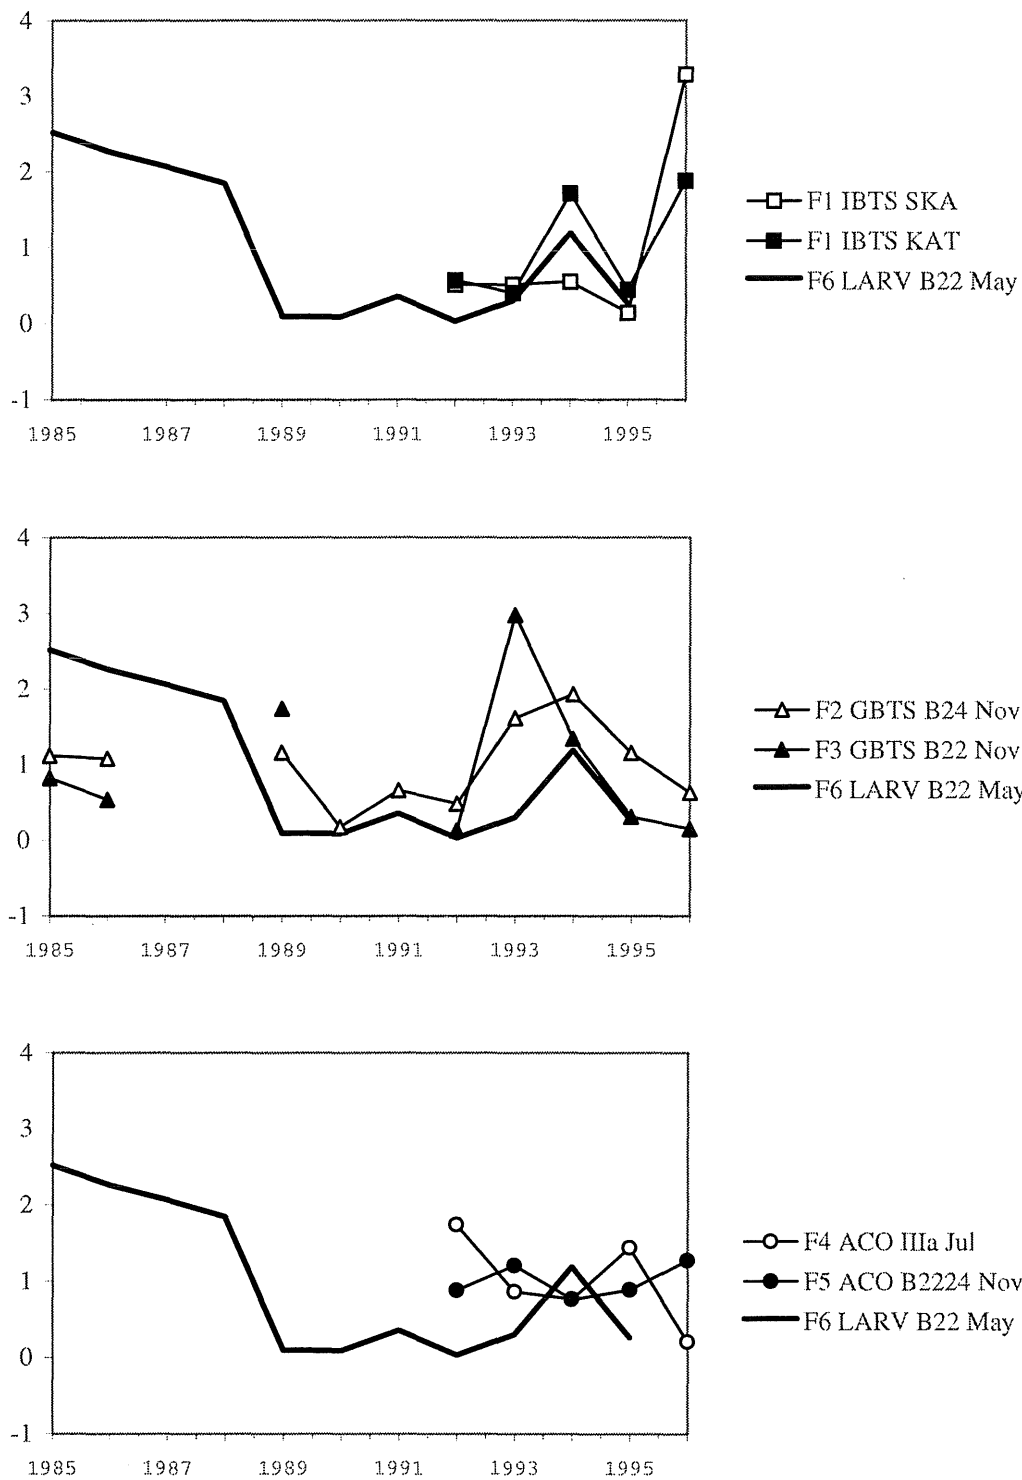 4
3
2
1
0
-1
1985 1987 1989 1991 1993 1995
F1 IBTS SKA
F1 IBTS KAT
F6 LARV B22 May
4
3
2
1
0
-1
1985 1987 1989 1991 1993 1995
F2 GBTS B24 Nov
F3 GBTS B22 Nov
F6 LARV B22 May
4
3
2
1
0
-1
1985 1987 1989 1991 1993 1995
F4 ACO IIIa Jul
F5 ACO B2224 Nov
F6 LARV B22 May